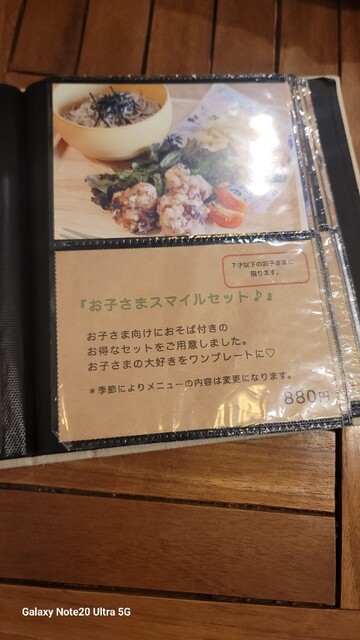 7才以下のお子さまに
限ります。
『お子さまスマイルセット♪』
お子さま向けにおそば付きの
お得なセットをご用意しました。
お子さまの大好きをワンプレートに♡
＊季節によりメニューの内容は変更になります。
880円
Galaxy Note20 Ultra 5G